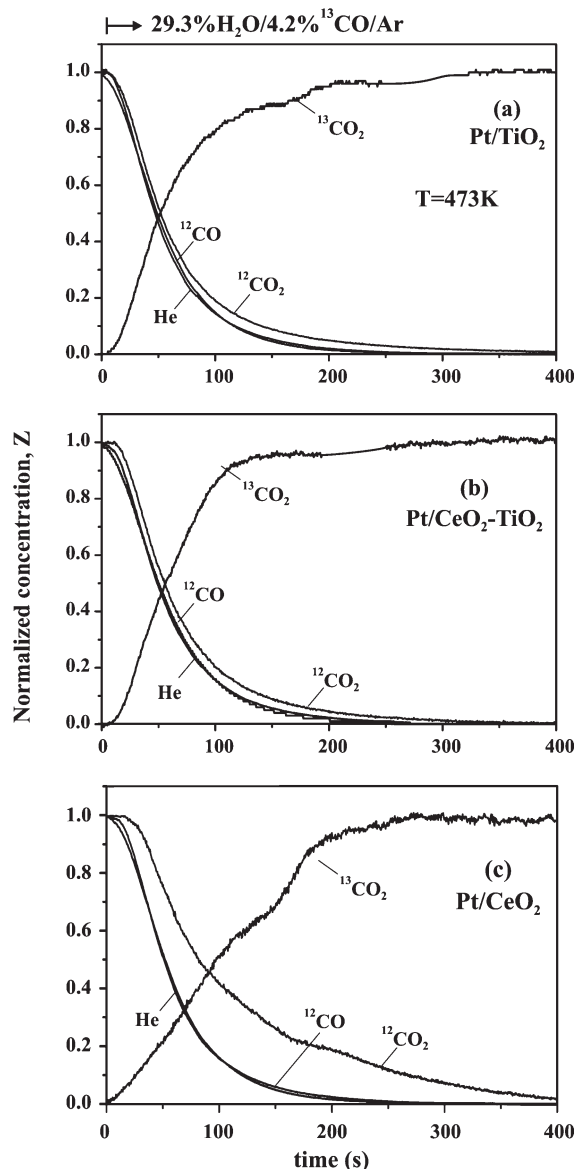 29.3%H₂O/4.2%¹³CO/Ar
1.0
0.8
0.6
0.4
0.2
0.0
(a)
Pt/TiO₂
T=473K
¹³CO₂
¹²CO
¹²CO₂
He
0
100
200
300
400
1.0
0.8
0.6
0.4
0.2
0.0
(b)
Pt/CeO₂-TiO₂
¹³CO₂
¹²CO
¹²CO₂
He
0
100
200
300
400
Normalized concentration, Z
1.0
0.8
0.6
0.4
0.2
0.0
(c)
Pt/CeO₂
¹³CO₂
He
¹²CO
¹²CO₂
0
100
200
300
400
time (s)